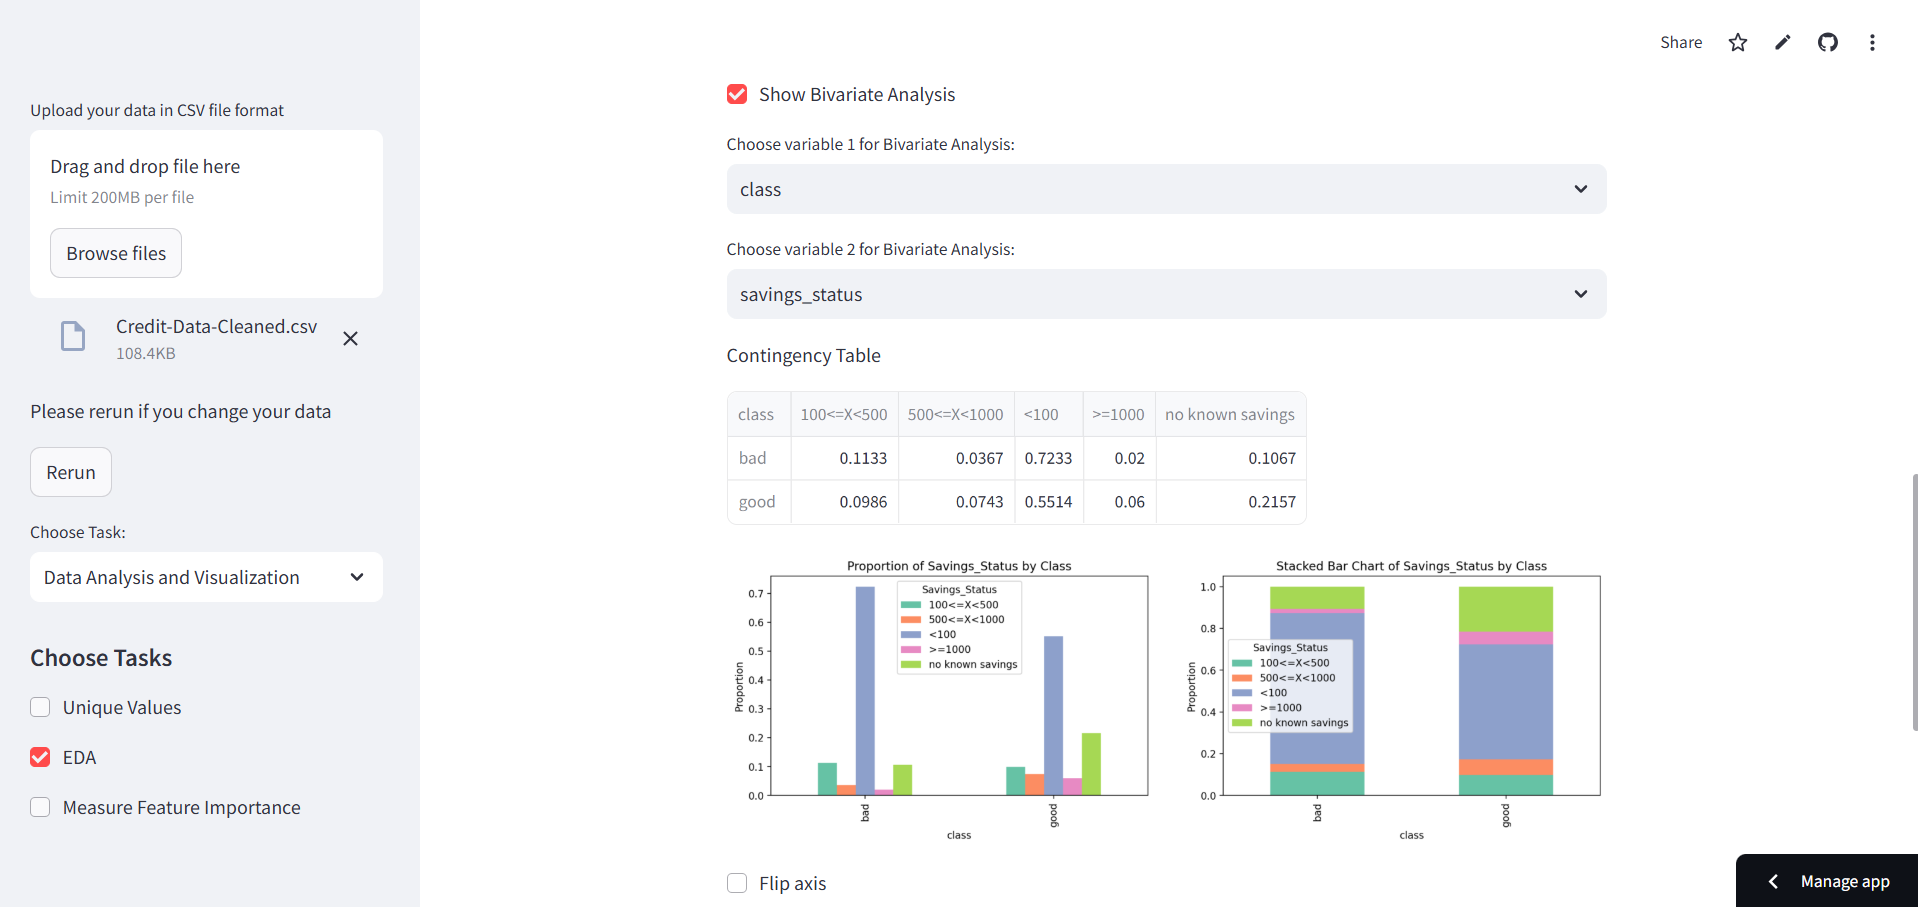 Share
Upload your data in CSV file format
Drag and drop file here
Limit 200MB per file
Browse files
Credit-Data-Cleaned.csv
108.4KB
Please rerun if you change your data
Rerun
Choose Task:
Data Analysis and Visualization
Choose Tasks
Unique Values
EDA
Measure Feature Importance
Show Bivariate Analysis
Choose variable 1 for Bivariate Analysis:
class
Choose variable 2 for Bivariate Analysis:
savings_status
Contingency Table
class 100<=X<500 500<=X<1000 <100 >=1000 no known savings
bad 0.1133 0.0367 0.7233 0.02 0.1067
good 0.0986 0.0743 0.5514 0.06 0.2157
Proportion of Savings_Status by Class
Savings_Status
100<=X<500
500<=X<1000
<100
>=1000
no known savings
0.7
0.6
0.5
0.4
0.3
0.2
0.1
0.0
Proportion
bad
good
class
Stacked Bar Chart of Savings_Status by Class
Savings_Status
100<=X<500
500<=X<1000
<100
>=1000
no known savings
1.0
0.8
0.6
0.4
0.2
0.0
Proportion
bad
good
class
Flip axis
Manage app